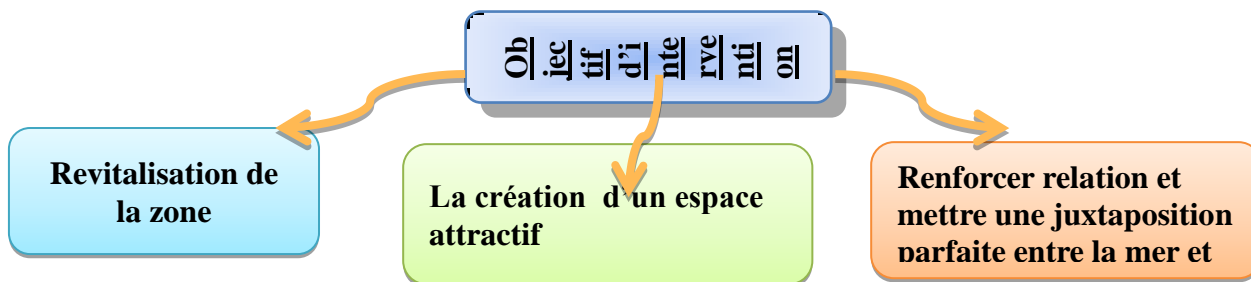 Ob
jec
tif
d'i
nte
rve
nti
on
Revitalisation de
la zone
La création d'un espace
attractif
Renforcer relation et
mettre une juxtaposition
parfaite entre la mer et